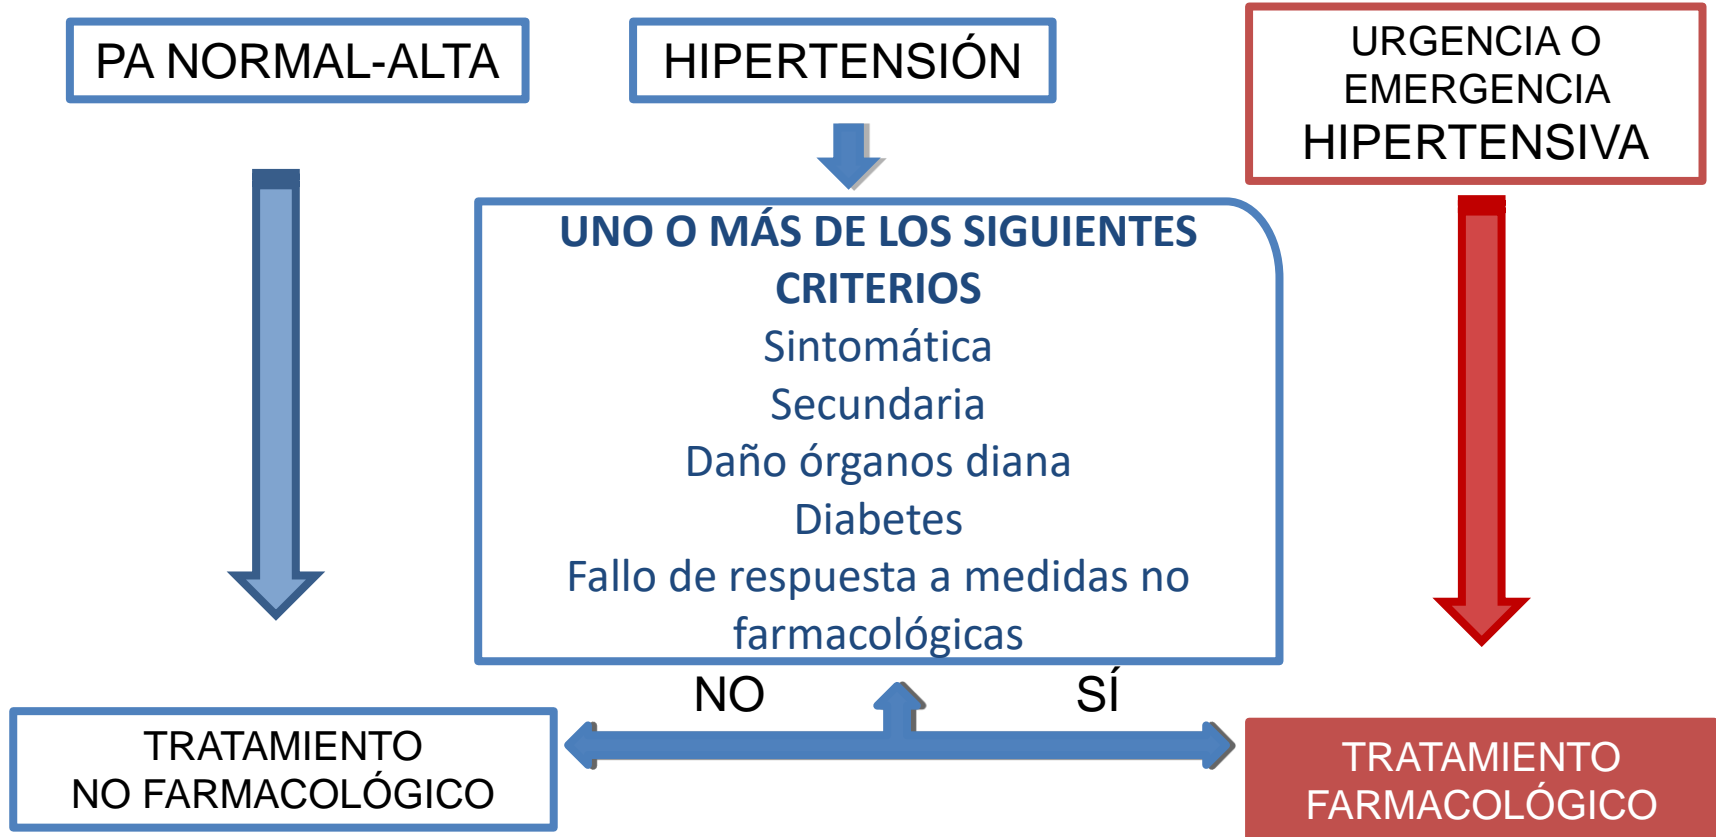 PA NORMAL-ALTA
HIPERTENSIÓN
URGENCIA O
EMERGENCIA
HIPERTENSIVA
UNO O MÁS DE LOS SIGUIENTES
CRITERIOS
Sintomática
Secundaria
Daño órganos diana
Diabetes
Fallo de respuesta a medidas no
farmacológicas
NO
SÍ
TRATAMIENTO
NO FARMACOLÓGICO
TRATAMIENTO
FARMACOLÓGICO